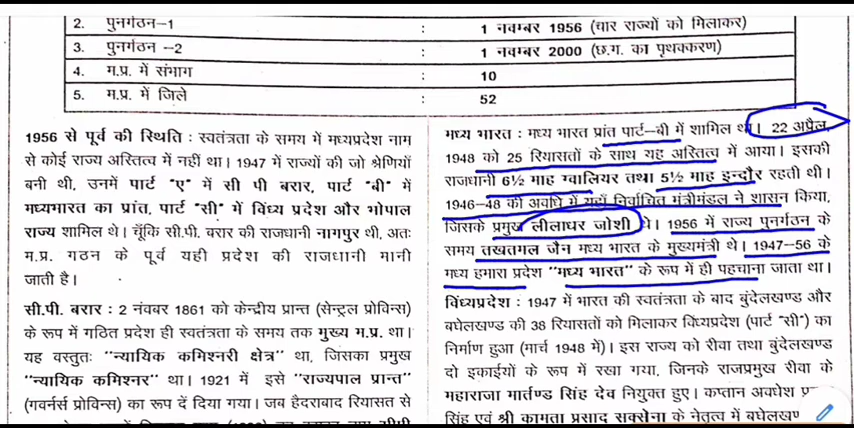 2. पुनर्गठन–1 : 1 नवम्बर 1956 (चार राज्यों को मिलाकर)
3. पुनर्गठन –2 : 1 नवम्बर 2000 (छ.ग. का पृथक्करण)
4. म.प्र. में संभाग : 10
5. म.प्र. में जिले : 52
1956 से पूर्व की स्थिति : स्वतंत्रता के समय में मध्यप्रदेश नाम
से कोई राज्य अस्तित्व में नहीं था। 1947 में राज्यों की जो श्रेणियाँ
बनी थी, उनमें पार्ट "ए" में सी पी बरार, पार्ट "बी" में
मध्यभारत का प्रांत, पार्ट "सी" में विंध्य प्रदेश और भोपाल
राज्य शामिल थे। चूँकि सी.पी. बरार की राजधानी नागपुर थी, अतः
म.प्र. गठन के पूर्व यही प्रदेश की राजधानी मानी
जाती है।
सी.पी. बरार : 2 नंवबर 1861 को केन्द्रीय प्रान्त (सेन्ट्रल प्रोविन्स)
के रूप में गठित प्रदेश ही स्वतंत्रता के समय तक मुख्य म.प्र. था।
यह वस्तुतः "न्यायिक कमिश्नरी क्षेत्र" था, जिसका प्रमुख
"न्यायिक कमिश्नर" था। 1921 में इसे "राज्यपाल प्रान्त"
(गवर्नर्स प्रोविन्स) का रूप दें दिया गया। जब हैदराबाद रियासत से
मध्य भारत : मध्य भारत प्रांत पार्ट–बी में शामिल था। 22 अप्रैल,
1948 को 25 रियासतों के साथ यह अस्तित्व में आया। इसकी
राजधानी 6½ माह ग्वालियर तथा 5½ माह इन्दौर रहती थी।
1946–48 की अवधि में यहाँ निर्वाचित मंत्रीमंडल ने शासन किया,
जिसके प्रमुख लीलाधर जोशी थे। 1956 में राज्य पुनर्गठन के
समय तखतमल जैन मध्य भारत के मुख्यमंत्री थे। 1947–56 के
मध्य हमारा प्रदेश "मध्य भारत" के रूप में ही पहचाना जाता था।
विंध्यप्रदेश : 1947 में भारत की स्वतंत्रता के बाद बुंदेलखण्ड और
बघेलखण्ड की 38 रियासतों को मिलाकर विंध्यप्रदेश (पार्ट "सी") का
निर्माण हुआ (मार्च 1948 में)। इस राज्य को रीवा तथा बुंदेलखण्ड
दो इकाईयों के रूप में रखा गया, जिनके राजप्रमुख रीवा के
महाराजा मार्तण्ड सिंह देव नियुक्त हुए। कप्तान अवधेश
सिंह एवं श्री कामता प्रसाद सक्सेना के नेतृत्व में बघेलखण